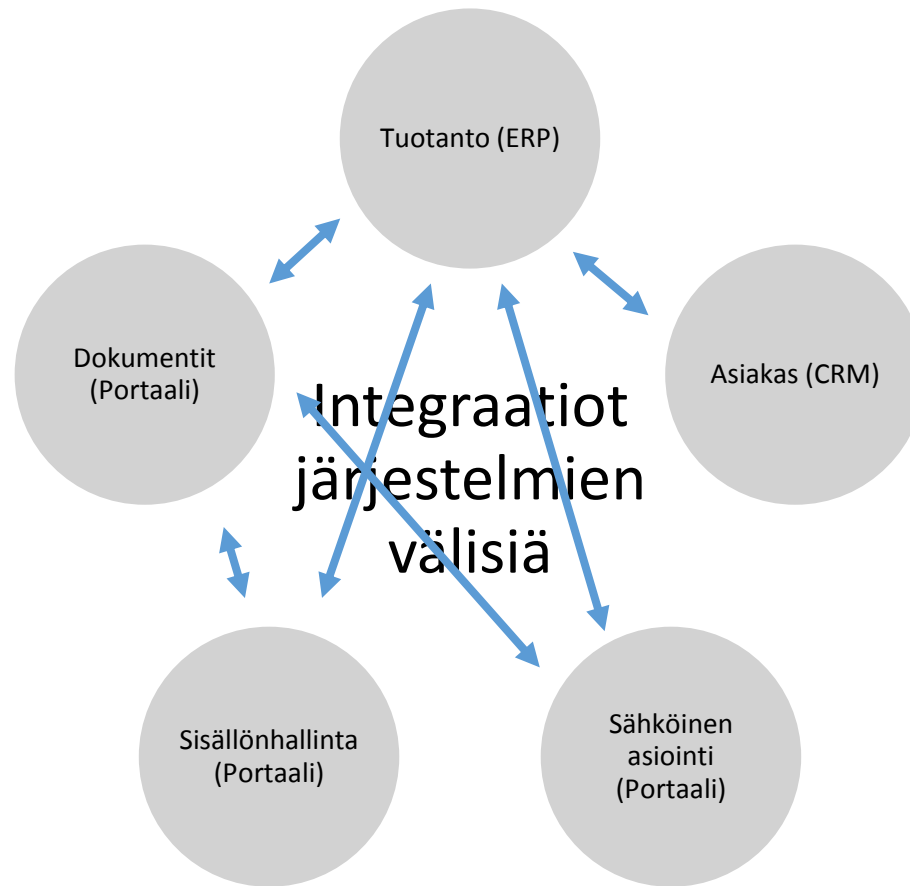 Tuotanto (ERP)
Dokumentit
(Portaali)
Asiakas (CRM)
Integraatiot
järjestelmien
välisiä
Sisällönhallinta
(Portaali)
Sähköinen
asiointi
(Portaali)